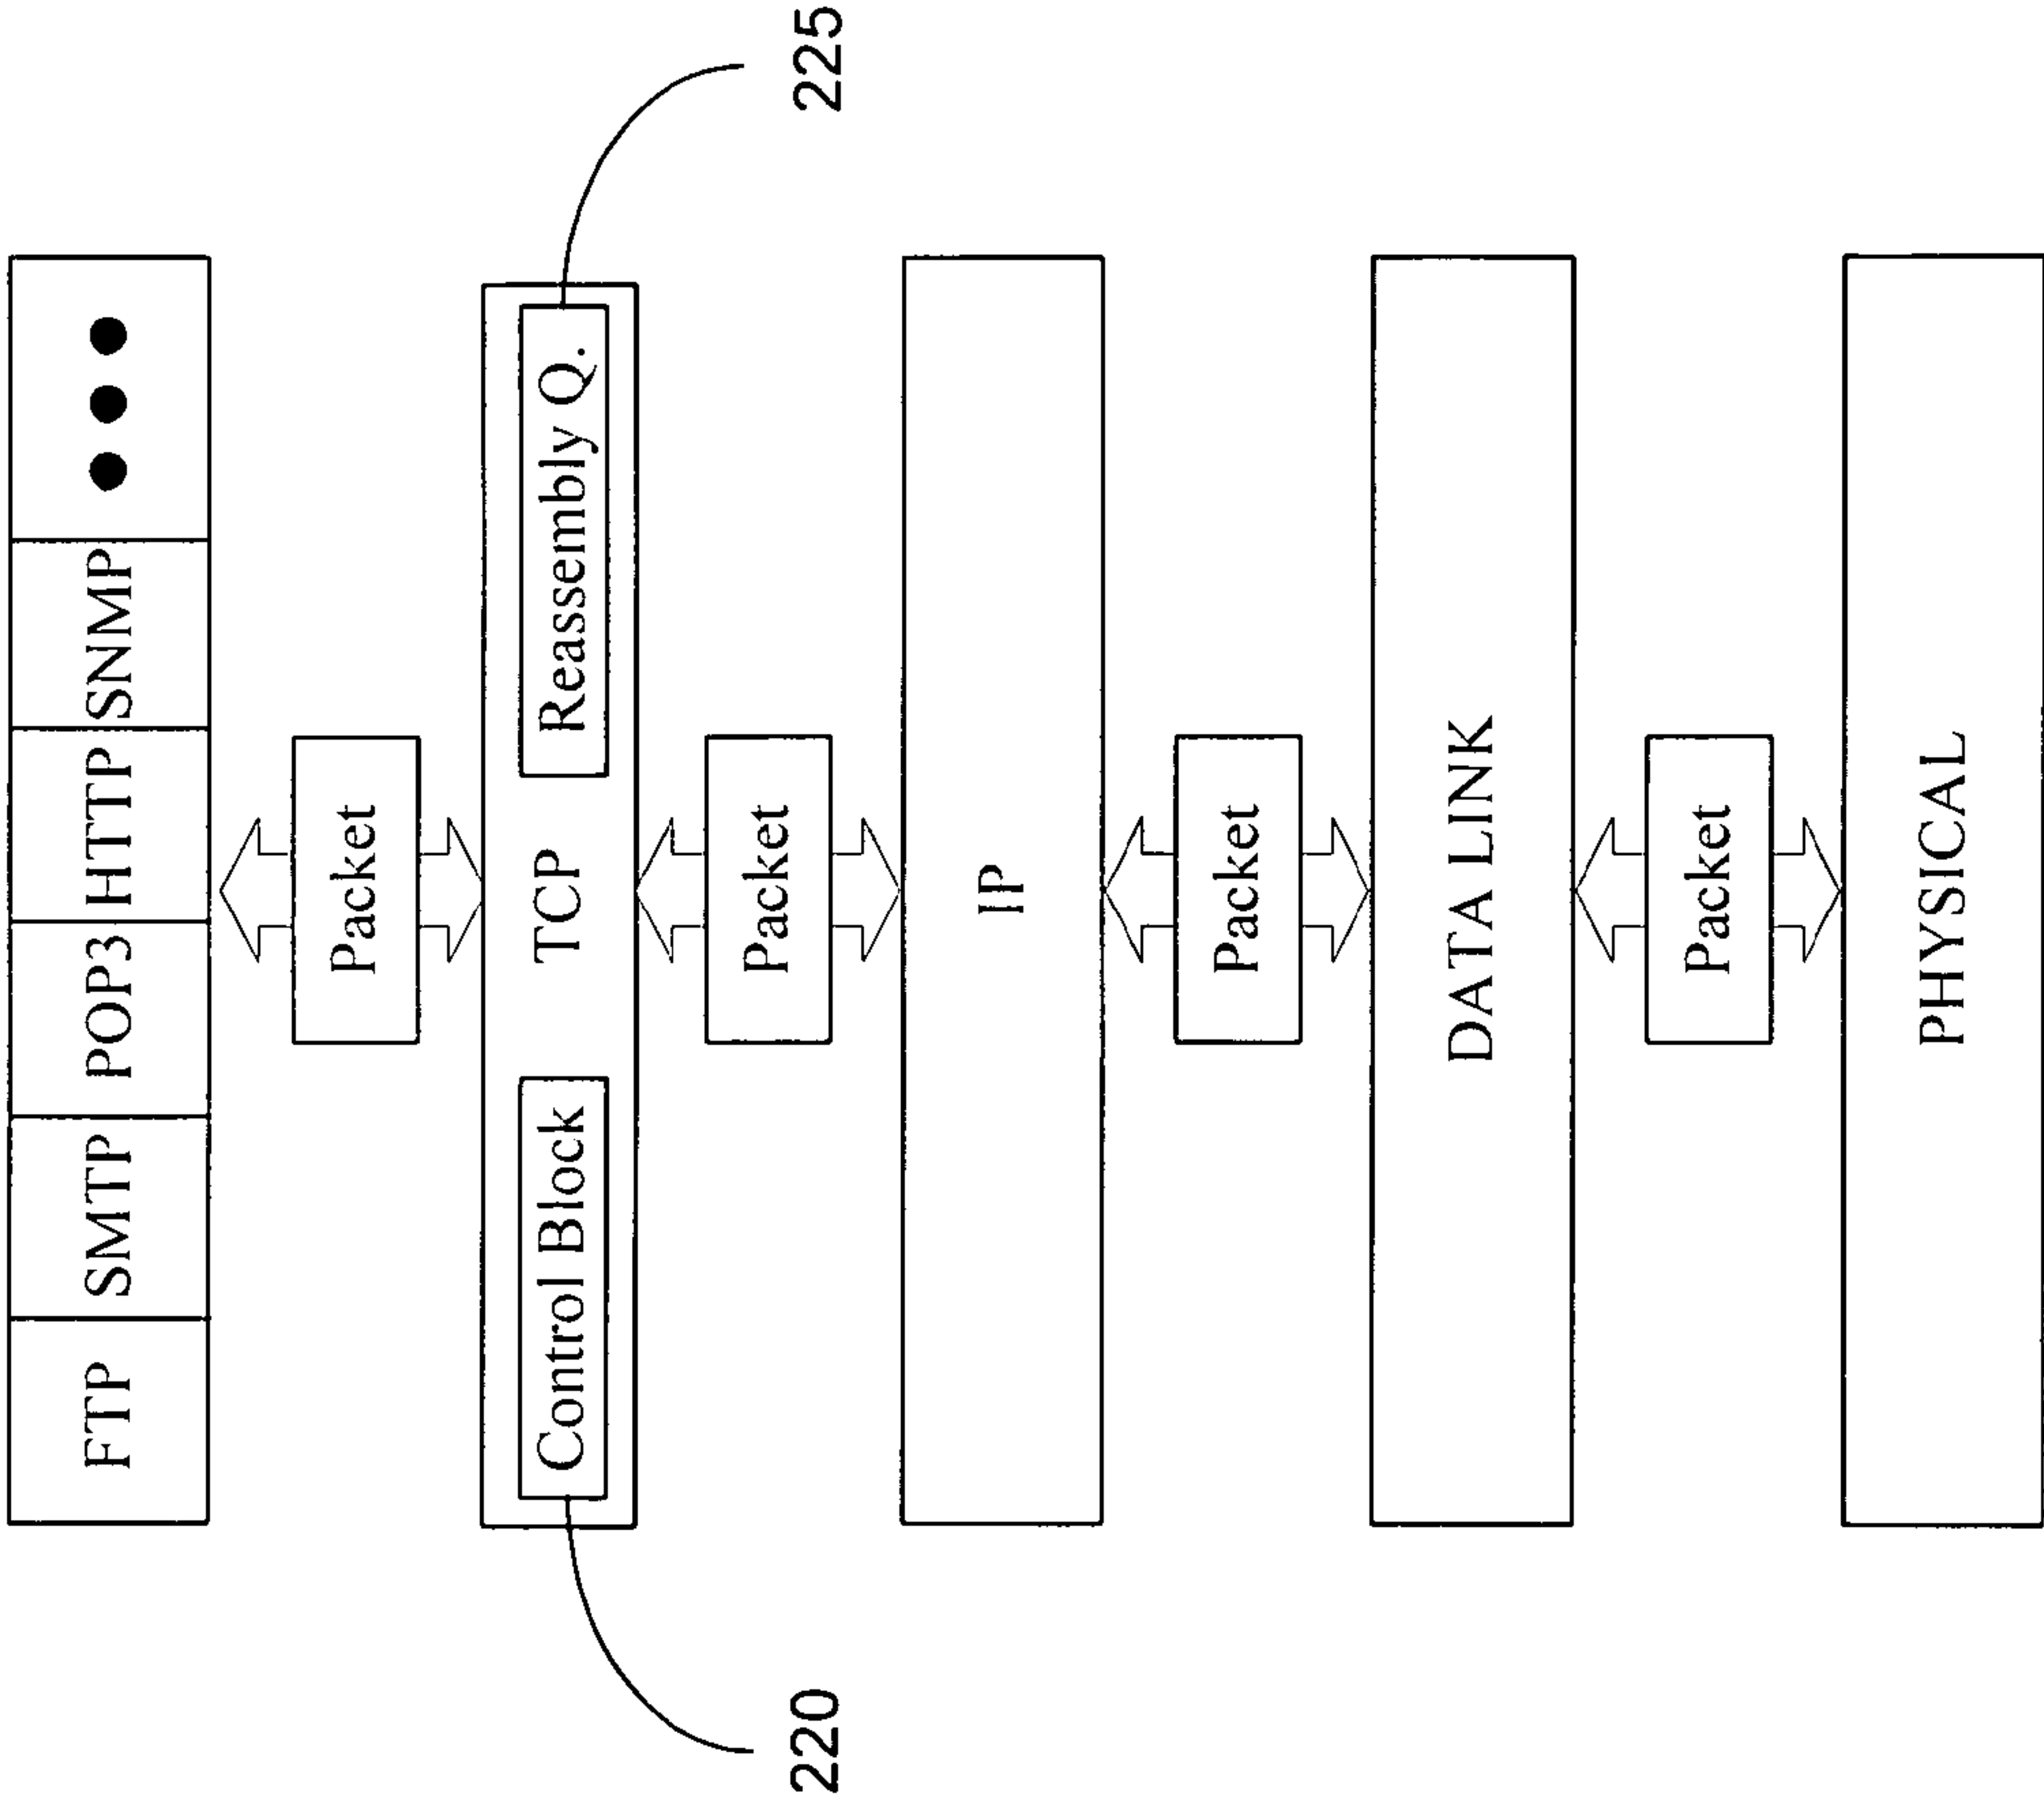 FTP SMTP POP3 HTTP SNMP
Packet
Control Block TCP Reassembly Q.
Packet
220 225
IP
Packet
DATA LINK
Packet
PHYSICAL